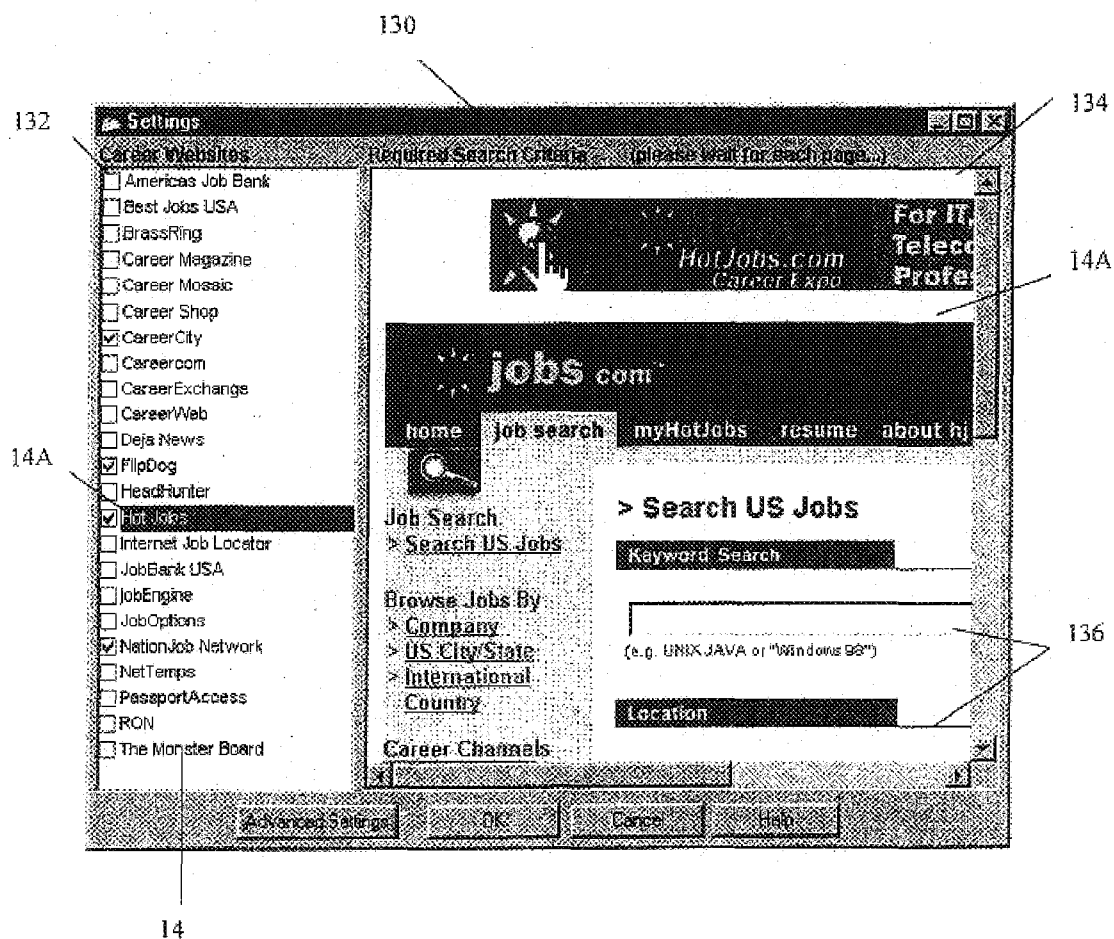 130
134
132
14A
14A
136
14
Settings
Career Websites
Required Search Criteria -- (please wait for each page...)
Americas Job Bank
Best Jobs USA
BrassRing
Career Magazine
Career Mosaic
Career Shop
CareerCity
Careercom
CareerExchange
CareerWeb
Deja News
FlipDog
HeadHunter
Hot Jobs
Internet Job Locator
JobBank USA
JobEngine
JobOptions
NationJob Network
NetTemps
PassportAccess
RON
The Monster Board
HotJobs.com
Career Expo
For IT,
Teleco
Profes
jobs.com
home job search myHotJobs resume about hj
Job Search
> Search US Jobs
Browse Jobs By
> Company
> US City/State
> International
Country
Career Channels
> Search US Jobs
Keyword Search
(e.g. UNIX JAVA or "Windows 98")
Location
Advanced Settings OK Cancel Help